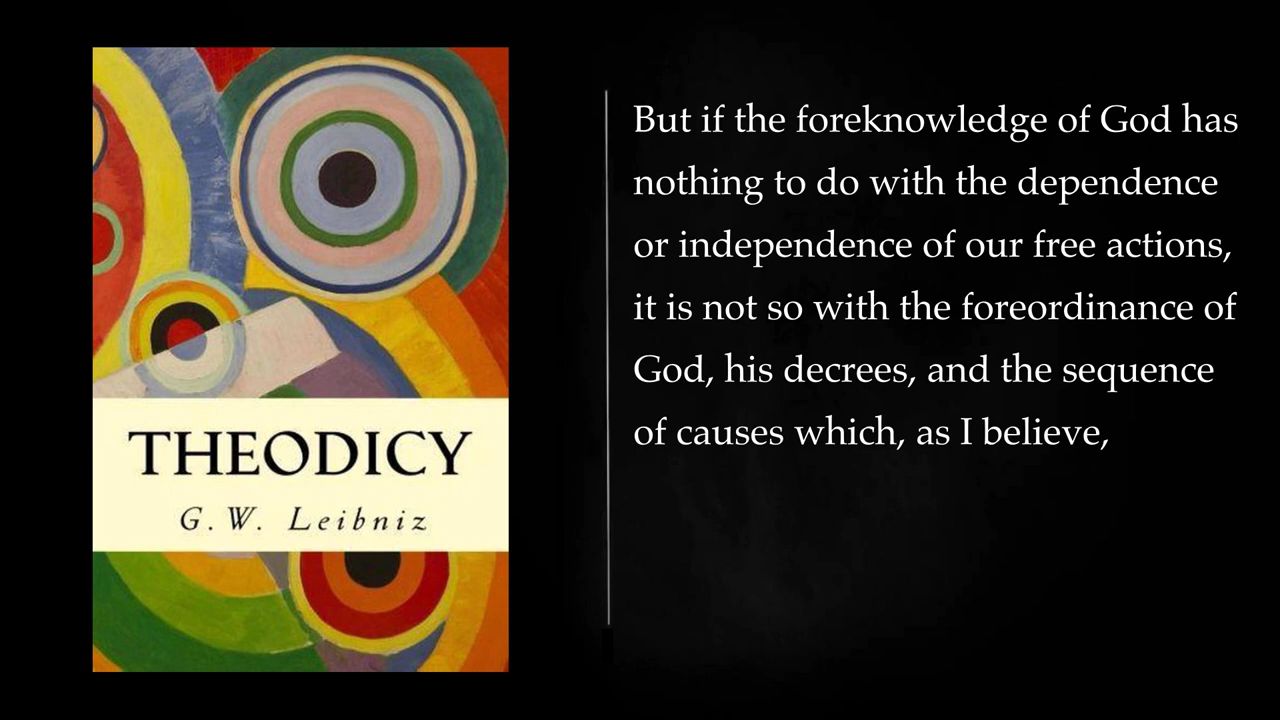 THEODICY
G. W. Leibniz
But if the foreknowledge of God has
nothing to do with the dependence
or independence of our free actions,
it is not so with the foreordinance of
God, his decrees, and the sequence
of causes which, as I believe,